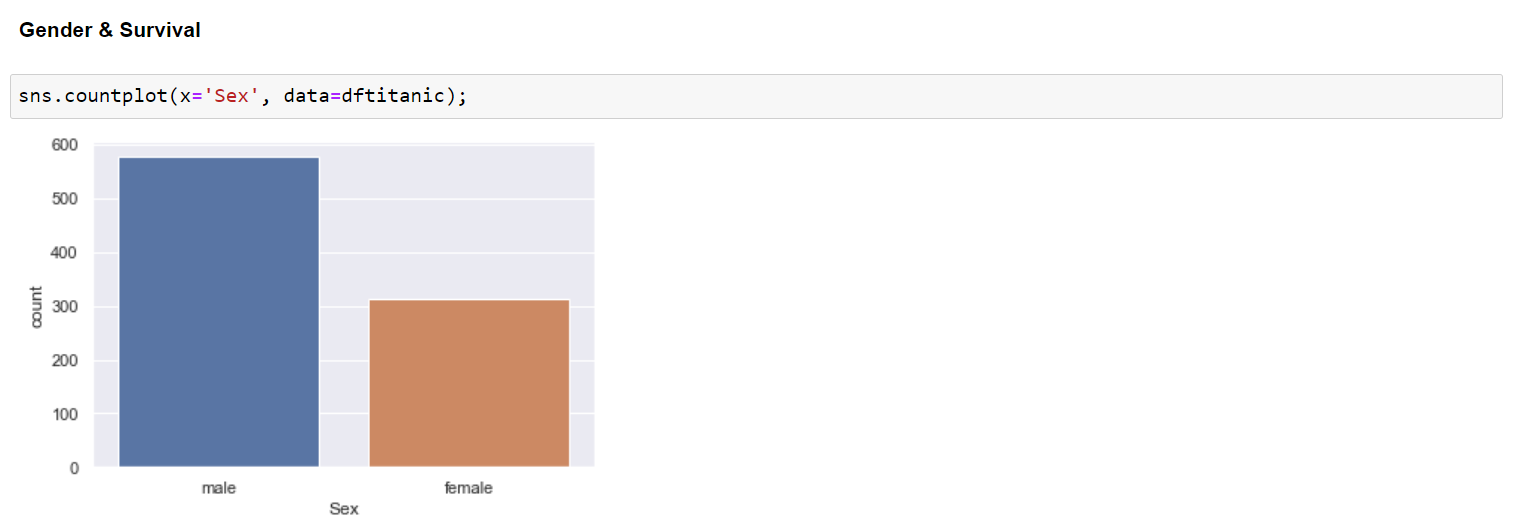 Gender & Survival
sns.countplot(x='Sex', data=dftitanic);
600
500
400
300
200
100
0
count
male female
Sex